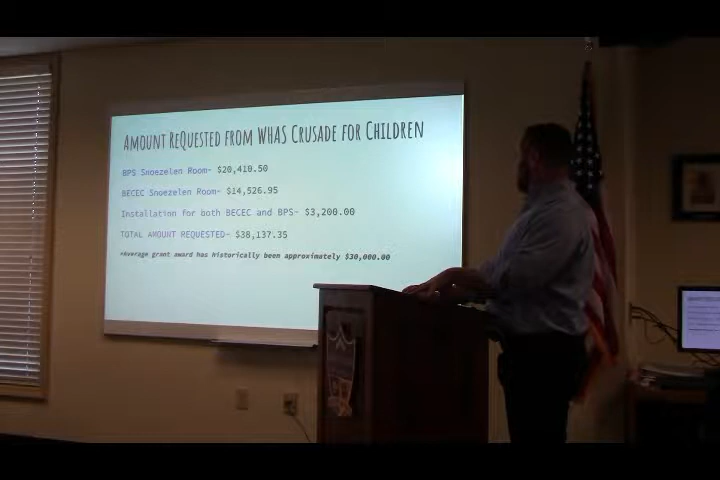 Amount ReQuested from WHAS Crusade for Children
BPS Snoezelen Room- $20,410.50
BECEC Snoezelen Room- $14,526.95
Installation for both BECEC and BPS- $3,200.00
TOTAL AMOUNT REQUESTED- $38,137.35
*Average grant award has historically been approximately $30,000.00